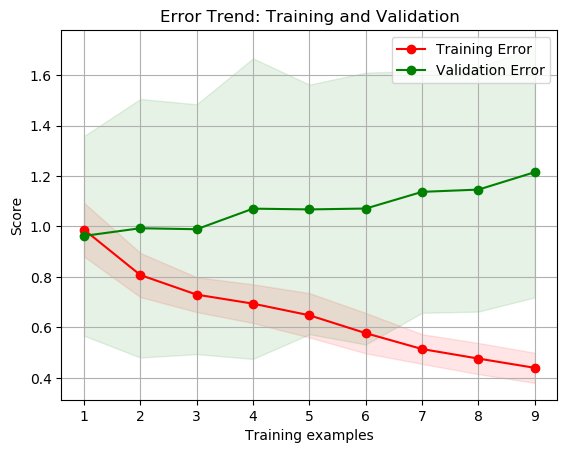 Error Trend: Training and Validation
Training Error
Validation Error
Score
1.6
1.4
1.2
1.0
0.8
0.6
0.4
1 2 3 4 5 6 7 8 9
Training examples